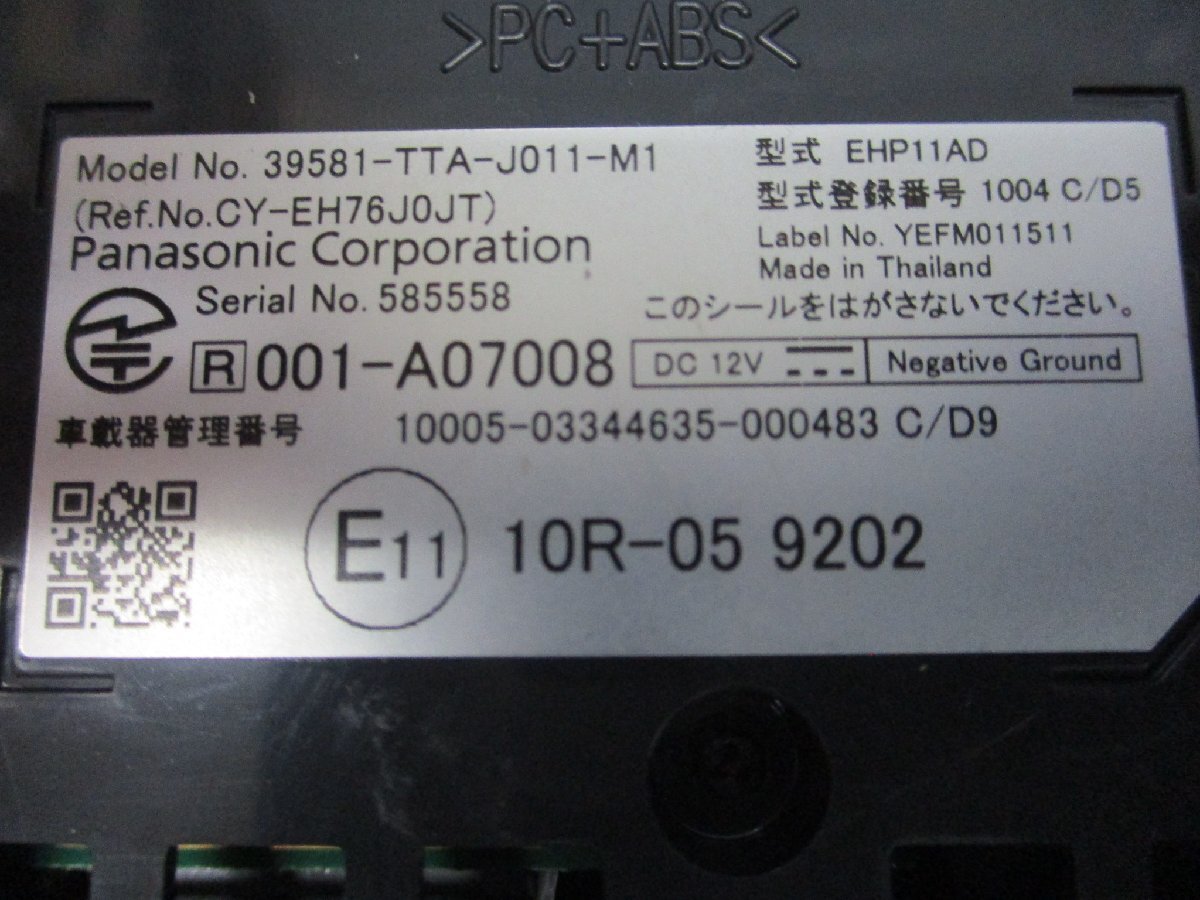 >PC+ABS<
Model No. 39581-TTA-J011-M1
(Ref.No.CY-EH76J0JT)
Panasonic Corporation
Serial No. 585558
型式 EHP11AD
型式登録番号 1004 C/D5
Label No. YEFM011511
Made in Thailand
このシールをはがさないでください。
R 001-A07008
DC 12V
Negative Ground
車載器管理番号 10005-03344635-000483 C/D9
E11 10R-05 9202